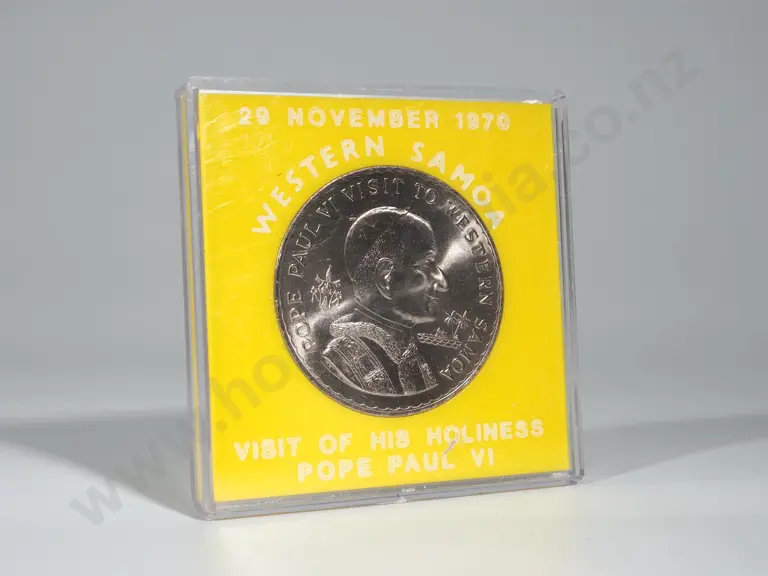 29 NOVEMBER 1970
WESTERN SAMOA
POPE PAUL VI VISIT TO WESTERN SAMOA
VISIT OF HIS HOLINESS
POPE PAUL VI